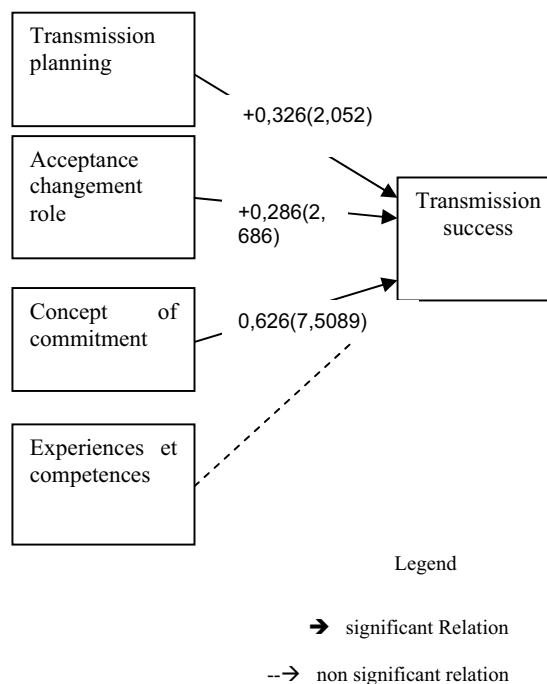 Transmission
planning
+0,326(2,052)
Acceptance
changement
role
+0,286(2,
686)
Transmission
success
Concept of
commitment
0,626(7,5089)
Experiences et
competences
Legend
➔ significant Relation
--→ non significant relation